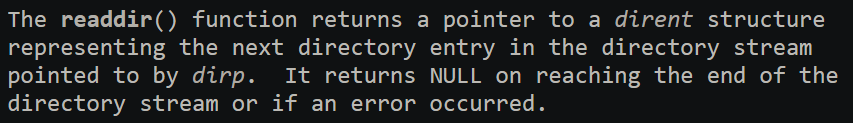 The readdir() function returns a pointer to a dirent structure
representing the next directory entry in the directory stream
pointed to by dirp.  It returns NULL on reaching the end of the
directory stream or if an error occurred.